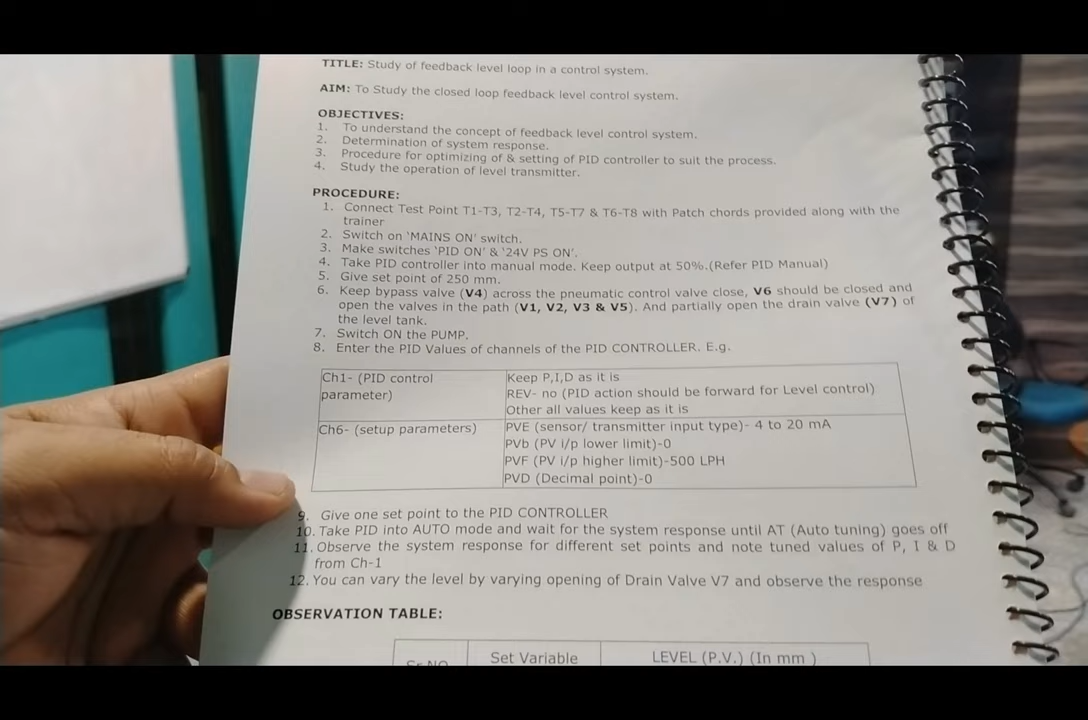 TITLE: Study of feedback level loop in a control system.
AIM: To Study the closed loop feedback level control system.
OBJECTIVES:
1. To understand the concept of feedback level control system.
2. Determination of system response.
3. Procedure for optimizing of & setting of PID controller to suit the process.
4. Study the operation of level transmitter.
PROCEDURE:
1. Connect Test Point T1-T3, T2-T4, T5-T7 & T6-T8 with Patch chords provided along with the
trainer
2. Switch on 'MAINS ON' switch.
3. Make switches 'PID ON' & '24V PS ON'.
4. Take PID controller into manual mode. Keep output at 50%.(Refer PID Manual)
5. Give set point of 250 mm.
6. Keep bypass valve (V4) across the pneumatic control valve close, V6 should be closed and
open the valves in the path (V1, V2, V3 & V5). And partially open the drain valve (V7) of
the level tank.
7. Switch ON the PUMP.
8. Enter the PID Values of channels of the PID CONTROLLER. E.g.
Ch1- (PID control
parameter)
Keep P,I,D as it is
REV- no (PID action should be forward for Level control)
Other all values keep as it is
Ch6- (setup parameters)
PVE (sensor/ transmitter input type)- 4 to 20 mA
PVb (PV i/p lower limit)-0
PVF (PV i/p higher limit)-500 LPH
PVD (Decimal point)-0
9. Give one set point to the PID CONTROLLER
10. Take PID into AUTO mode and wait for the system response until AT (Auto tuning) goes off
11. Observe the system response for different set points and note tuned values of P, I & D
from Ch-1
12. You can vary the level by varying opening of Drain Valve V7 and observe the response
OBSERVATION TABLE:
Sr.NO
Set Variable
LEVEL (P.V.) (In mm )